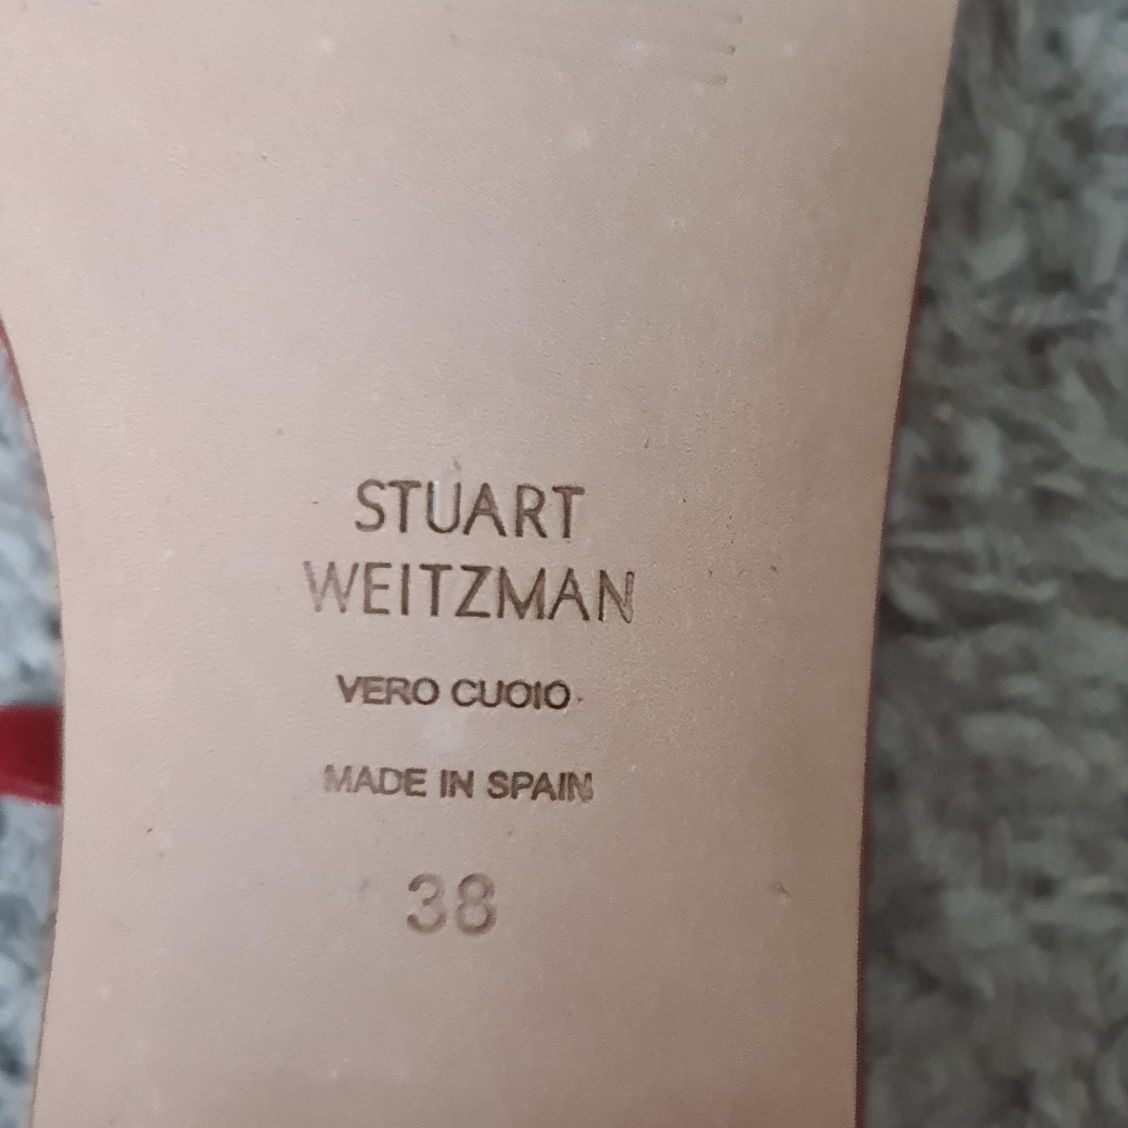 STUART
WEITZMAN
VERO CUOIO
MADE IN SPAIN
38